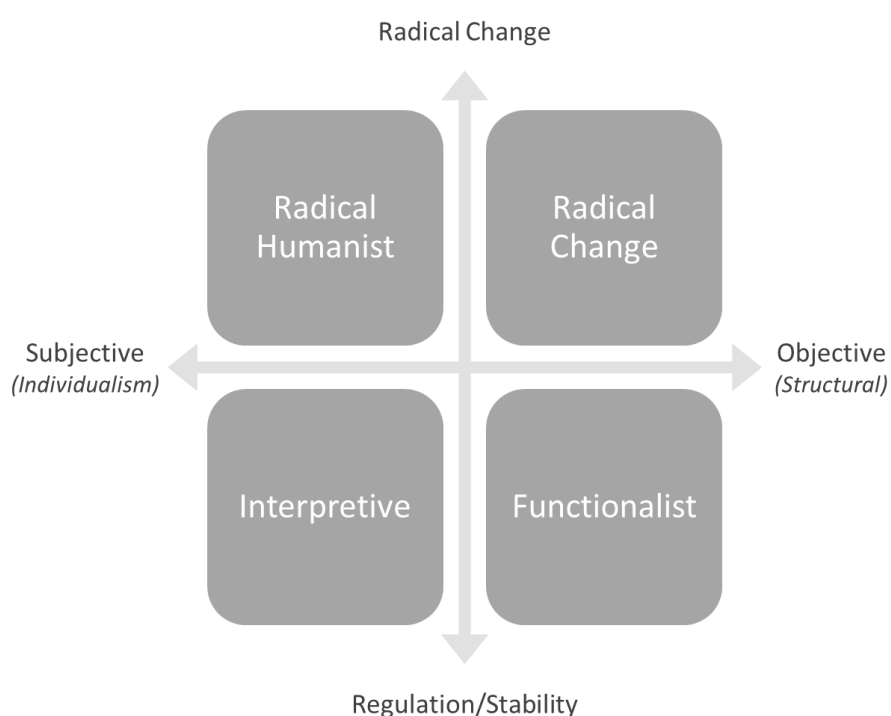 Radical Change
Radical
Humanist
Radical
Change
Subjective
(Individualism)
Objective
(Structural)
Interpretive
Functionalist
Regulation/Stability